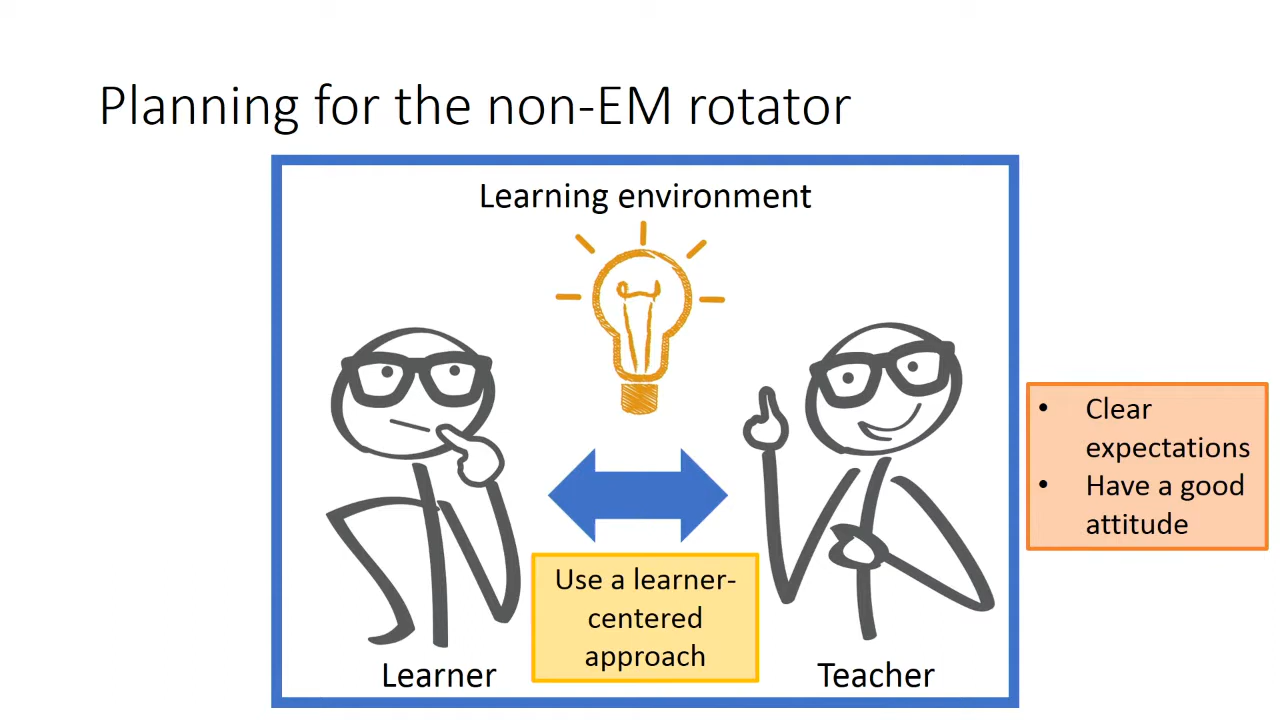 Planning for the non-EM rotator
Learning environment
• Clear
expectations
• Have a good
attitude
Use a learner-
centered
approach
Learner
Teacher